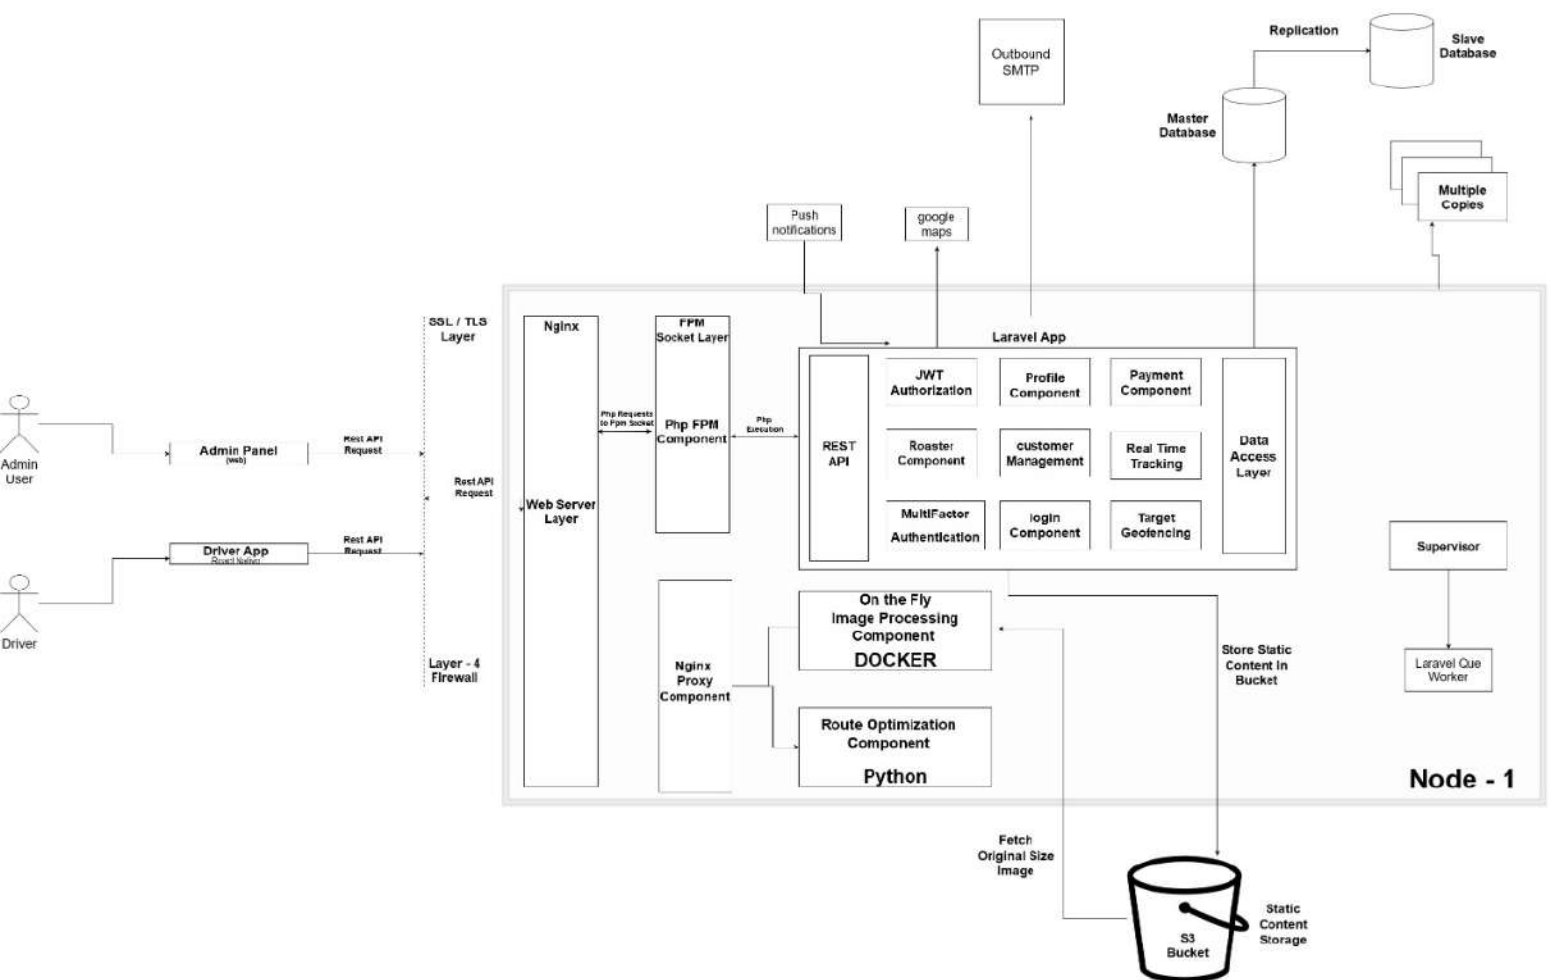 Outbound
SMTP
Replication
Slave
Database
Master
Database
Multiple
Copies
Push
notifications
google
maps
SSL / TLS
Layer
Nginx
Web Server
Layer
FPM
Socket Layer
Php FPM
Component
Php Requests
to Fpm Socket
Php
Execution
Laravel App
REST
API
JWT
Authorization
Profile
Component
Payment
Component
Roaster
Component
customer
Management
Real Time
Tracking
MultiFactor
Authentication
login
Component
Target
Geofencing
Data
Access
Layer
Admin
User
Admin Panel
(web)
Rest API
Request
Rest API
Request
Driver
Driver App
React Native
Rest API
Request
Layer - 4
Firewall
Nginx
Proxy
Component
On the Fly
Image Processing
Component
DOCKER
Route Optimization
Component
Python
Store Static
Content In
Bucket
Supervisor
Laravel Que
Worker
Node - 1
Fetch
Original Size
Image
S3
Bucket
Static
Content
Storage